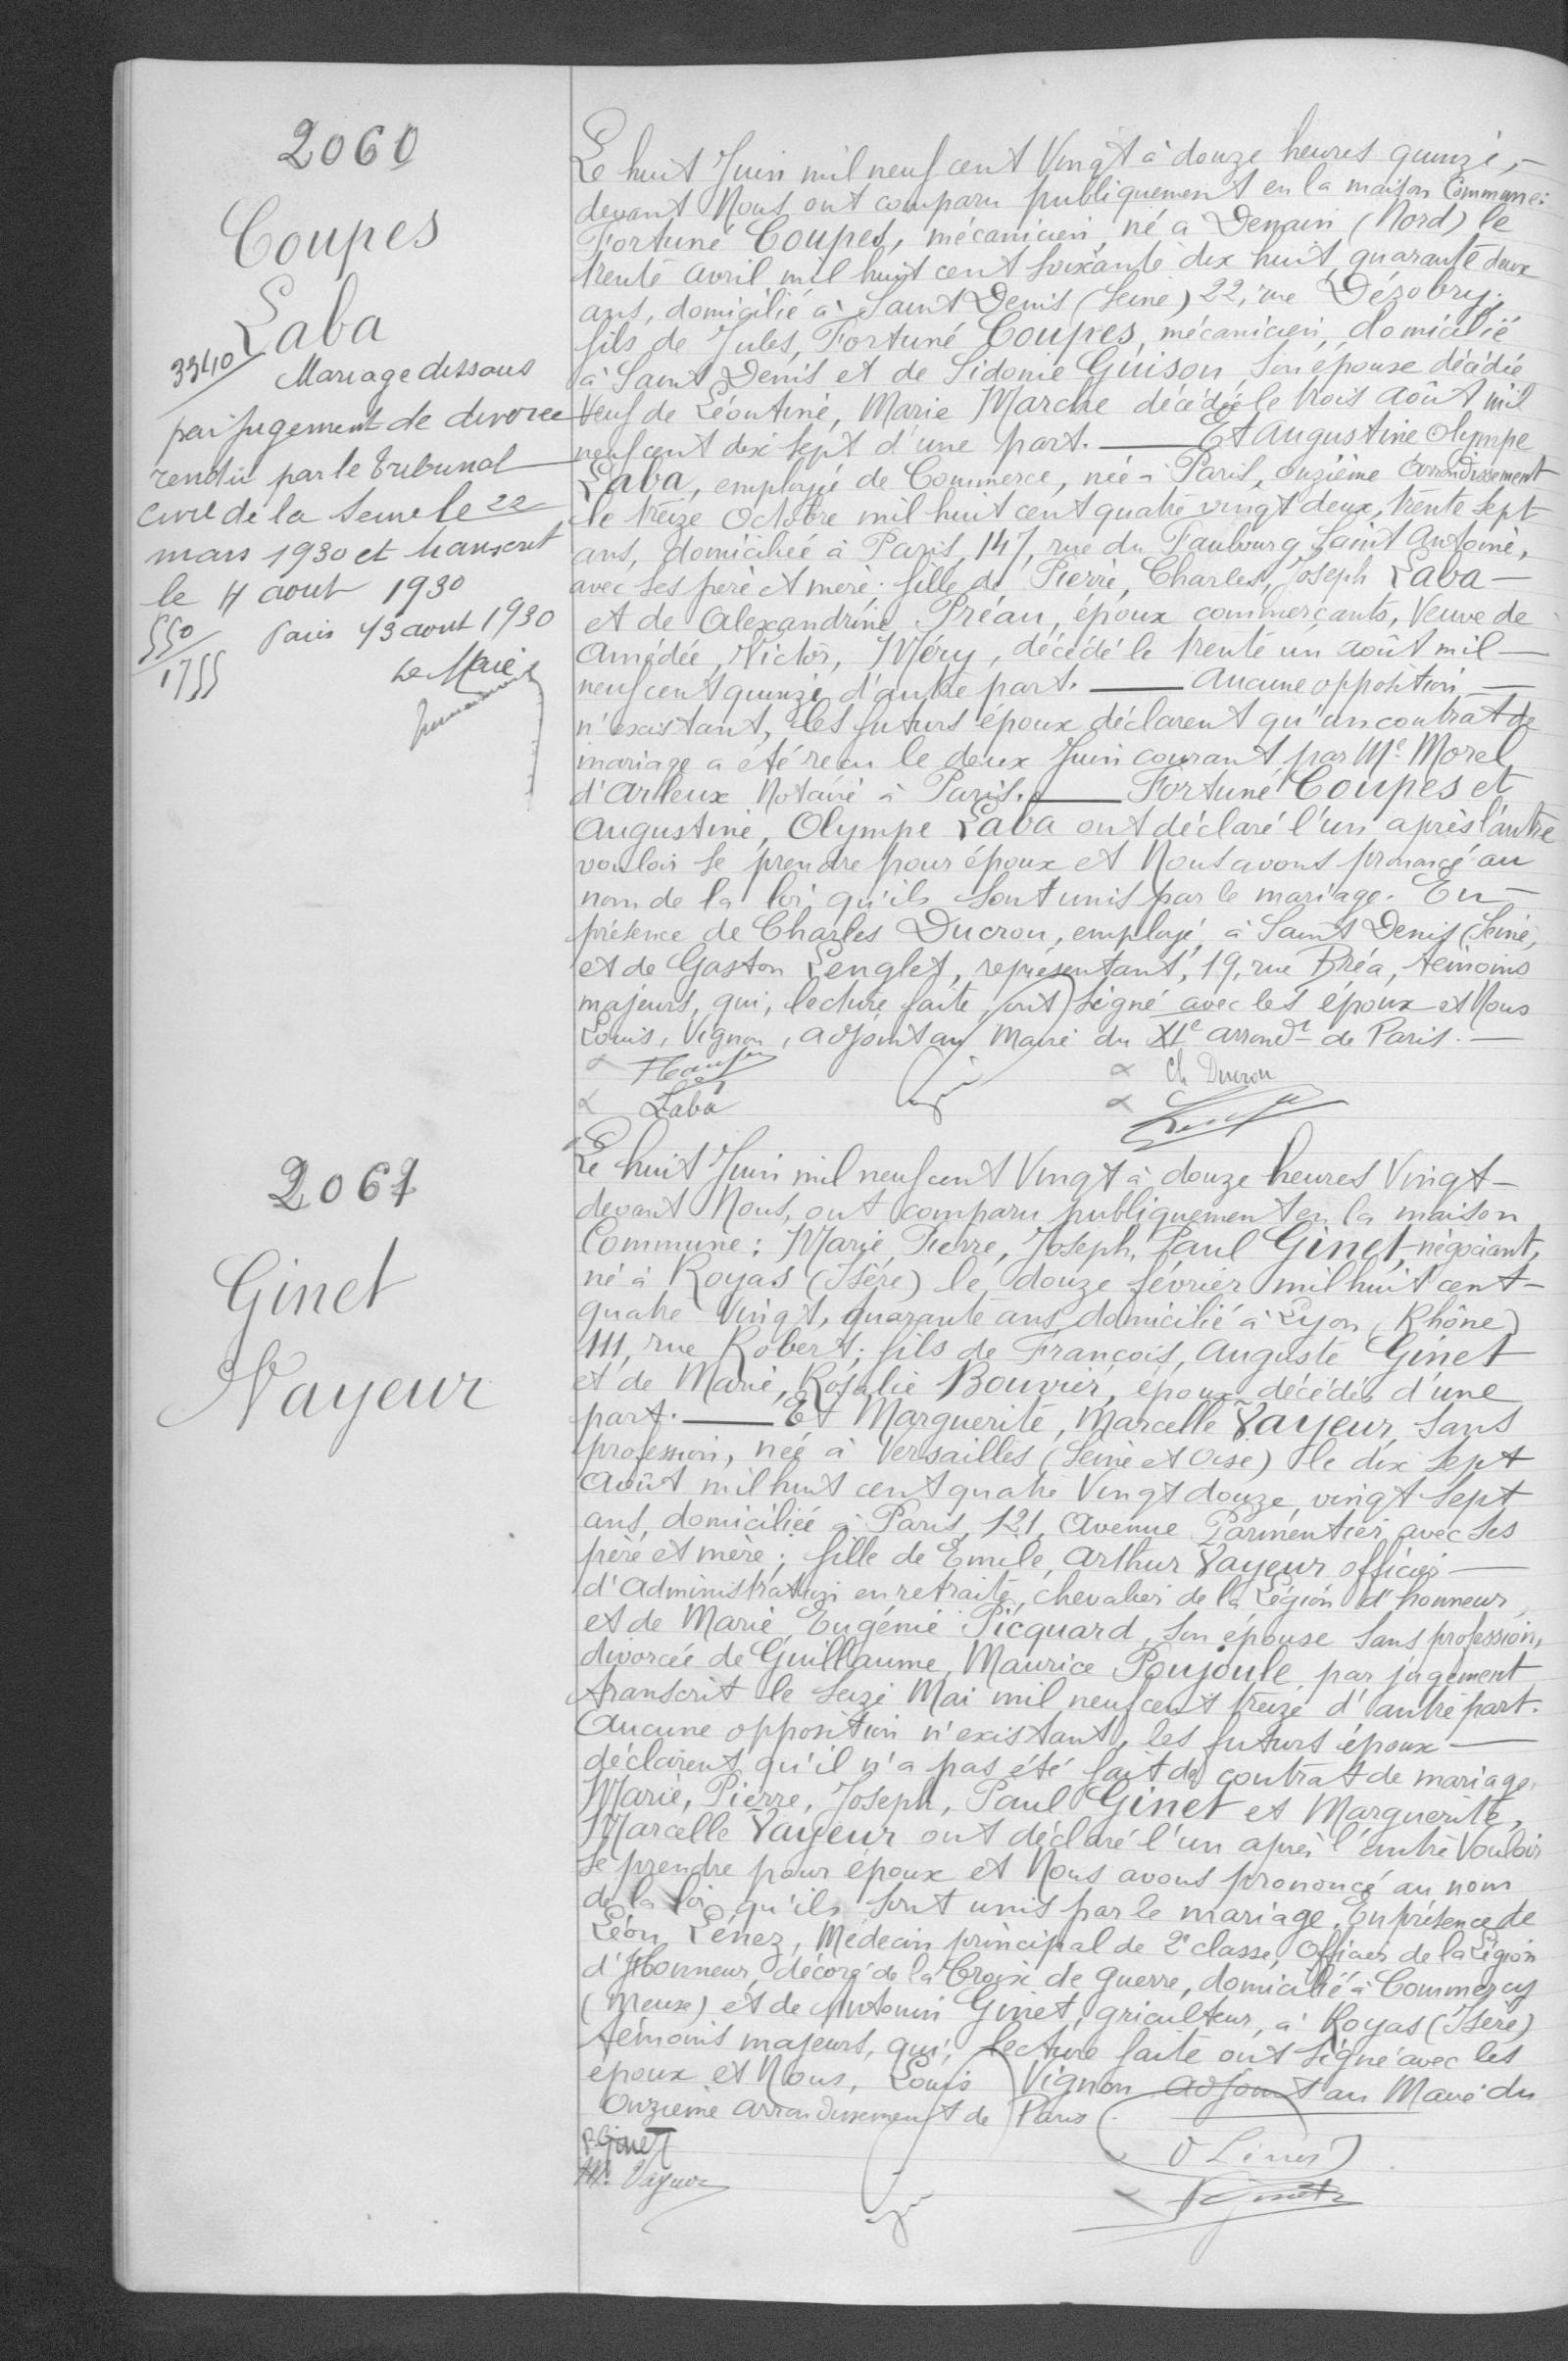 2060
Coupes
Laba
3340
Mariage dissous
par jugement de divorce
rendu par le Tribunal
civil de la Seine le 22
mars 1930 et transcrit
le 4 aout 1930
550
1755
Paris 13 aout 1930
Le Maire
Le huit Juin mil neuf cent Vingt à douze heures quinze,—
devant Nous ont comparu publiquement en la maison Commune:
Fortuné Coupes, mécanicien, né à Denain (Nord) le
trente avril mil huit cent soixante dix huit, quarante deux
ans, domicilié à Saint Denis (Seine) 22, rue Dézobry;
fils de Jules, Fortuné Coupes, mécanicien, domicilié
à Saint Denis et de Sidonie Guison son épouse décédée
Veuf de Léontine, Marie Marche décédée le trois août mil
neuf cent dix sept d'une part. — Et Augustine Olympe
Laba, employée de Commerce, née à Paris, onzième arrondissement
le treize Octobre mil huit cent quatre vingt deux, trente sept
ans, domiciliée à Paris, 147, rue du Faubourg Saint Antoine,
avec ses père et mère; fille de Pierre, Charles, Joseph Laba —
et de Alexandrine Préau, époux commerçants, Veuve de
Amédée, Victor, Méry, décédé le trente un août mil —
neuf cent quinze d'autre part. — Aucune opposition —
n'existant, les futurs époux déclarent qu'un contrat de
mariage a été reçu le deux Juin courant par Me Morel
d'Arleux Notaire à Paris. — Fortuné Coupes et
Augustine, Olympe Laba ont déclaré l'un après l'autre
vouloir se prendre pour époux et Nous avons prononcé au
nom de la loi qu'ils sont unis par le mariage. En —
présence de Charles Ducrou, employé, à Saint Denis (Seine,
et de Gaston Lenglet, représentant, 19, rue Bréa, témoins
majeurs, qui, lecture faite, ont signé avec les époux et Nous
Louis, Vignon, adjoint au Maire du XIe arrondt de Paris. —
Ch Ducrou
Laba
2061
Ginet
Vayeur
Le huit Juin mil neuf cent Vingt à douze heures Vingt —
devant Nous, ont comparu publiquement en la maison
Commune: Marie, Pierre, Joseph, Paul Ginet, négociant,
né à Royas (Isère) le douze février mil huit cent —
quatre Vingt, quarante ans, domicilié à Lyon (Rhône)
111, rue Robert; fils de François, Auguste Ginet
et de Marie, Rosalie Bouvier, époux décédés d'une
part. — Et Marguerite, Marcelle Vayeur, sans
profession, née à Versailles (Seine et Oise) le dix sept
Août mil huit cent quatre Vingt douze, vingt sept
ans, domiciliée à Paris, 121, Avenue Parmentier, avec ses
père et mère; fille de Emile, Arthur Vayeur officier —
d'Administration en retraite, chevalier de la Légion d'honneur,
et de Marie, Eugénie Picquard, son épouse sans profession,
divorcée de Guillaume, Maurice Poujoule par jugement
transcrit le seize Mai mil neuf cent treize d'autre part.
Aucune opposition n'existant, les futurs époux —
déclarent qu'il n'a pas été fait de contrat de mariage.
Marie, Pierre, Joseph, Paul Ginet et Marguerite,
Marcelle Vayeur ont déclaré l'un après l'autre Vouloir
se prendre pour époux et Nous avons prononcé au nom
de la loi qu'ils sont unis par le mariage. En présence de
Léon Lénez, Médecin principal de 2e classe, Officier de la Légion
d'Honneur, décoré de la Croix de Guerre, domicilié à Commercy
(Meuse) et de Antonin Ginet, griculteur, à Royas (Isère)
témoins majeurs, qui, lecture faite ont signé avec les
époux et Nous, Louis Vignon adjoint au Maire du
Onzième arrondissement de Paris.
P Ginet
M. Vayeur